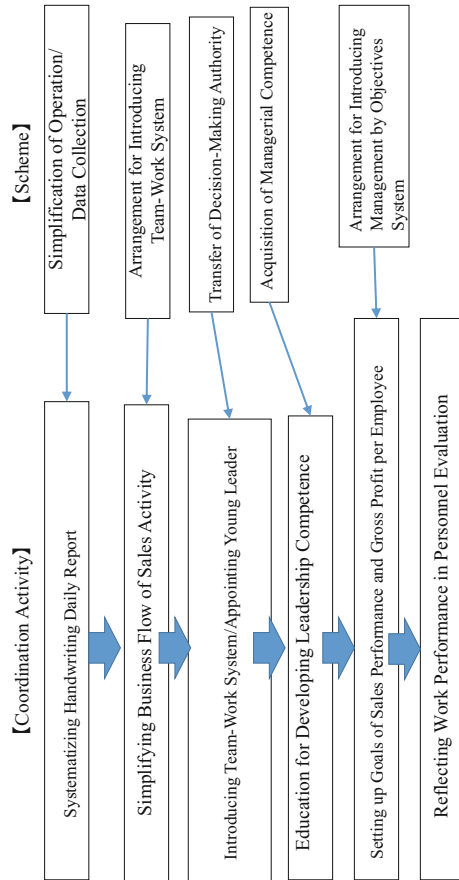 【Coordination Activity】
【Scheme】
Systematizing Handwriting Daily Report
Simplification of Operation/
Data Collection
Simplifying Business Flow of Sales Activity
Arrangement for Introducing
Team-Work System
Introducing Team-Work System/Appointing Young Leader
Transfer of Decision-Making Authority
Education for Developing Leadership Competence
Acquisition of Managerial Competence
Setting up Goals of Sales Performance and Gross Profit per Employee
Arrangement for Introducing
Management by Objectives
System
Reflecting Work Performance in Personnel Evaluation